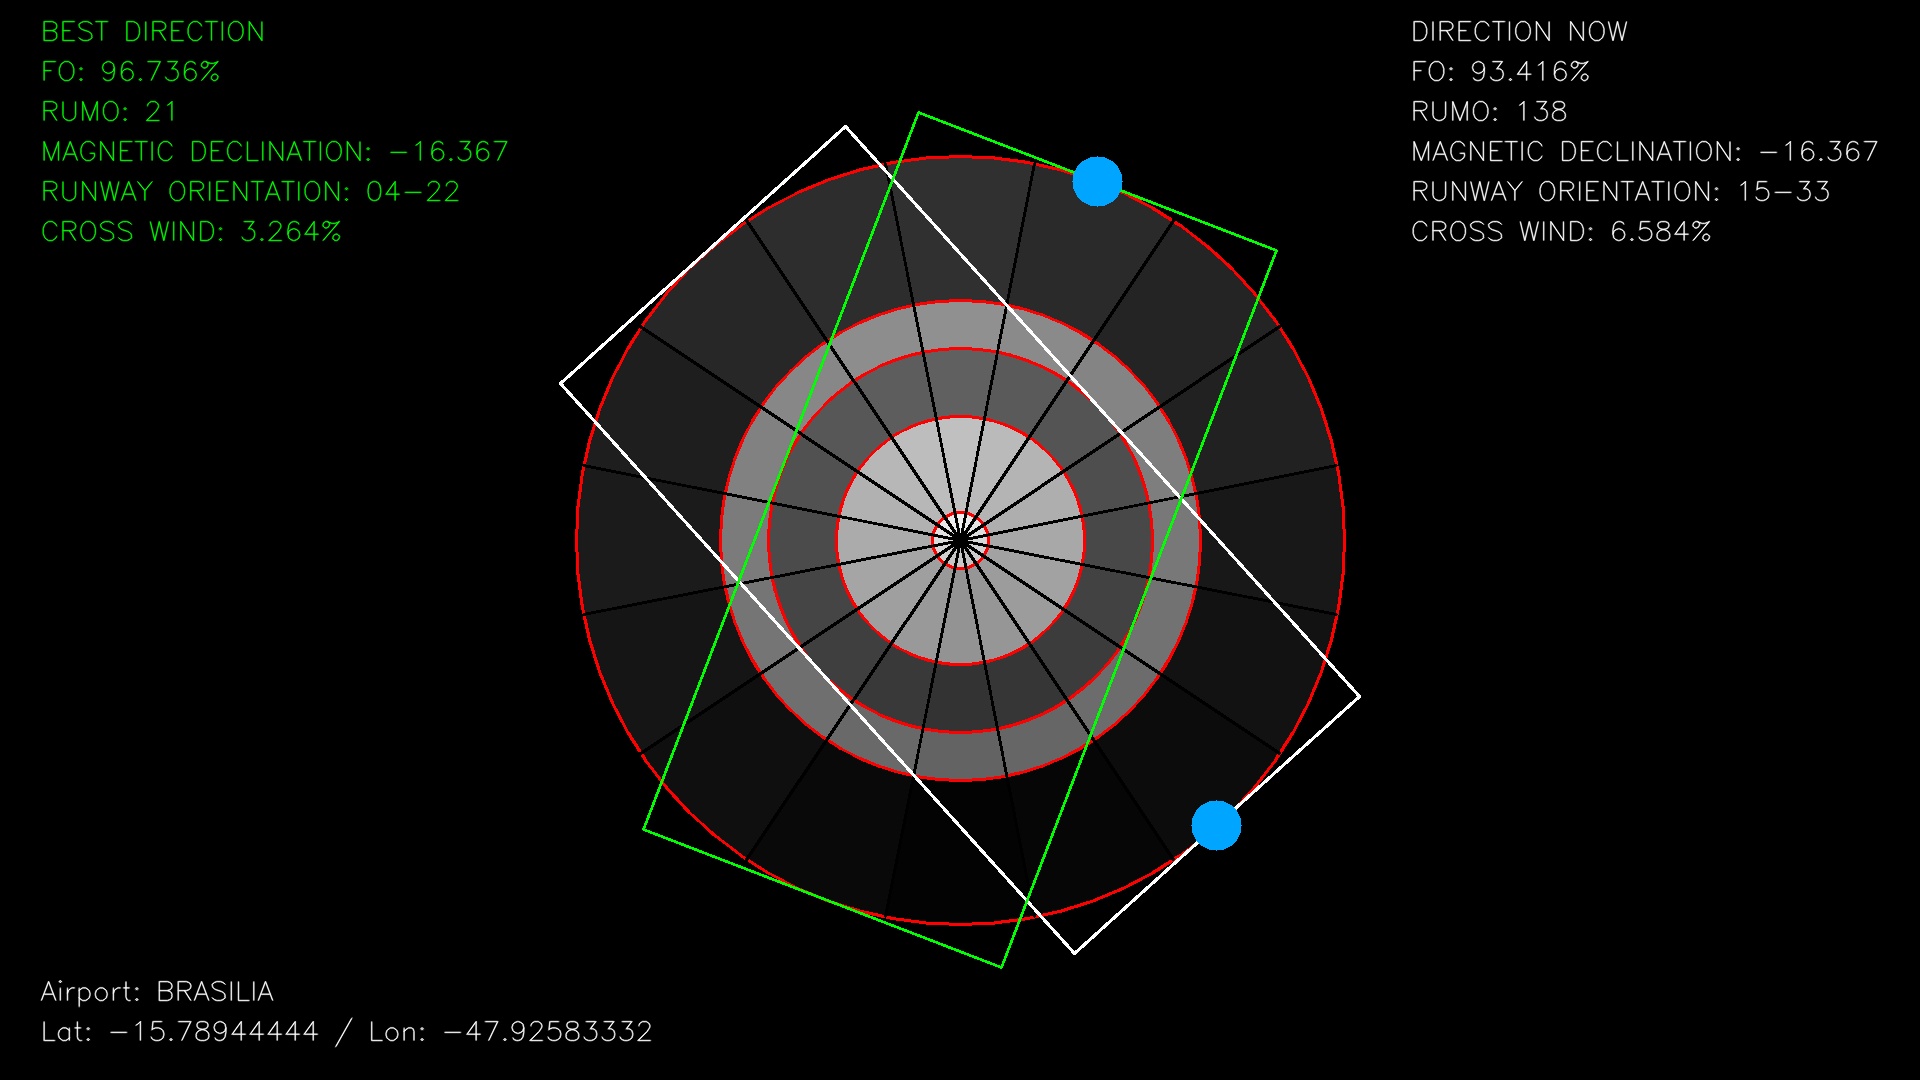 BEST DIRECTION
FO: 96.736%
RUMO: 21
MAGNETIC DECLINATION: -16.367
RUNWAY ORIENTATION: 04-22
CROSS WIND: 3.264%
DIRECTION NOW
FO: 93.416%
RUMO: 138
MAGNETIC DECLINATION: -16.367
RUNWAY ORIENTATION: 15-33
CROSS WIND: 6.584%
Airport: BRASILIA
Lat: -15.78944444 / Lon: -47.92583332